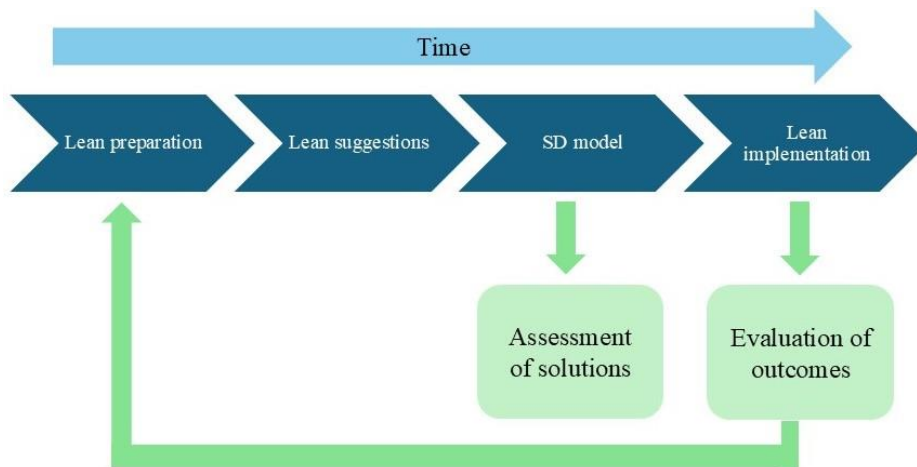 Time
Lean preparation
Lean suggestions
SD model
Lean
implementation
Assessment
of solutions
Evaluation of
outcomes